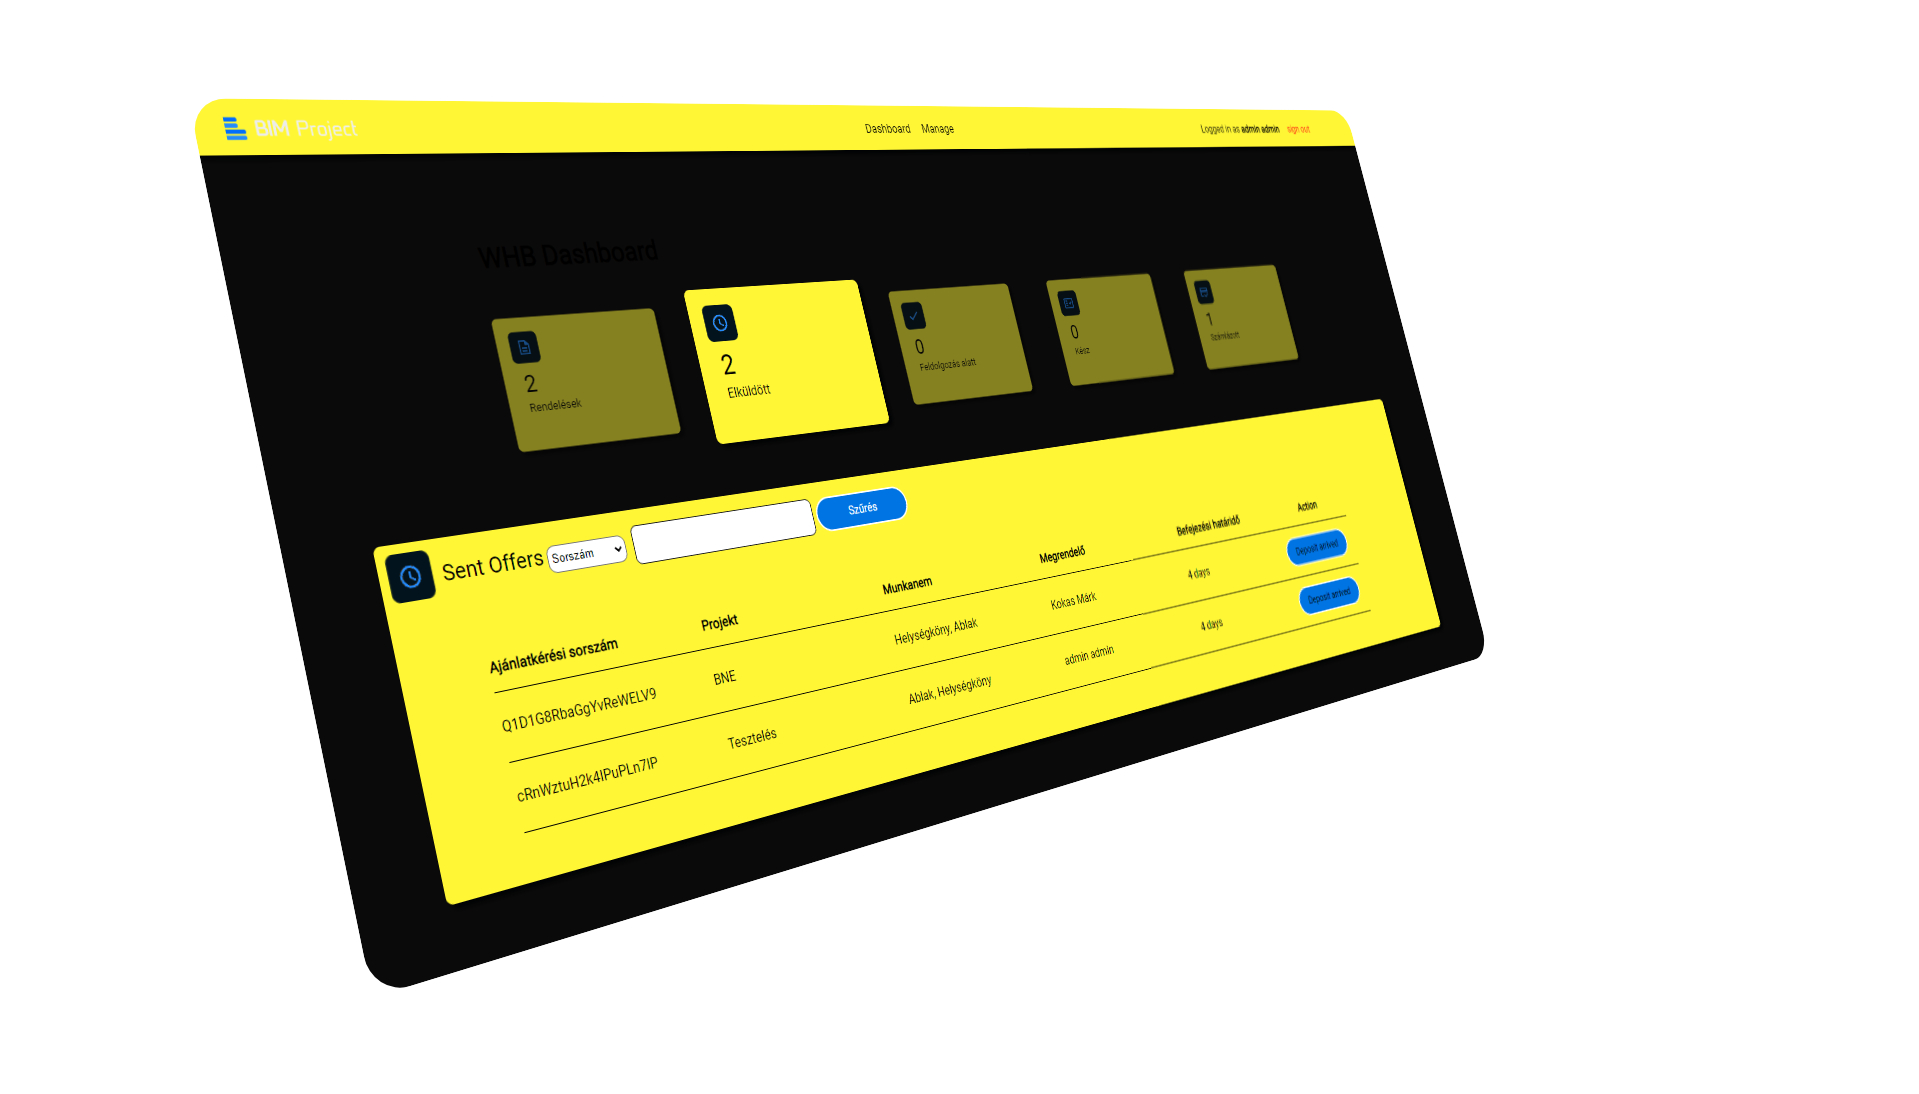 BIM Project
Dashboard Manage
Logged in as admin admin sign out
WHB Dashboard
2
Rendelések
2
Elküldött
0
Feldolgozás alatt
0
Kész
1
Számlázott
Sent Offers Sorszám Szűrés
Ajánlatkérési sorszám Projekt Munkanem Megrendelő Befejezési határidő Action
Q1D1G8RbaGgYvReWELV9 BNE Helységköny, Ablak Kokas Márk 4 days Deposit arrived
Tesztelés Ablak, Helységköny admin admin 4 days Deposit arrived